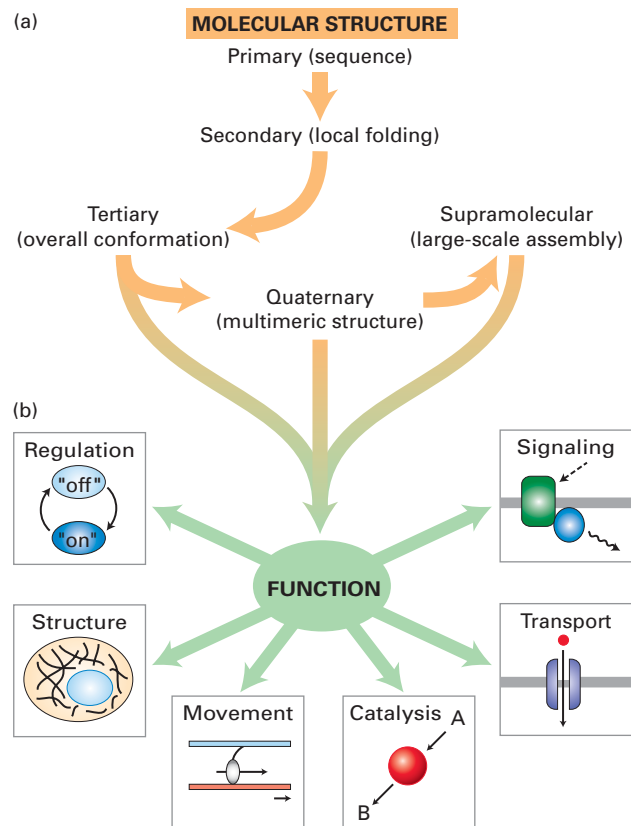 (a)
MOLECULAR STRUCTURE
Primary (sequence)
Secondary (local folding)
Tertiary
(overall conformation)
Supramolecular
(large-scale assembly)
Quaternary
(multimeric structure)
(b)
Regulation
"off"
"on"
Signaling
FUNCTION
Structure
Transport
Movement
Catalysis
A
B